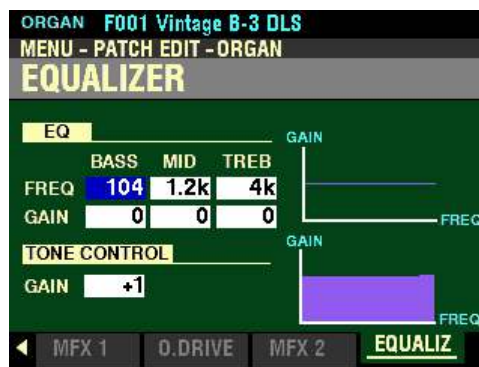 ORGAN F001 Vintage B-3 DLS
MENU - PATCH EDIT - ORGAN
EQUALIZER
EQ
GAIN
BASS MID TREB
FREQ 104 1.2k 4k
GAIN 0 0 0
FREQ
TONE CONTROL
GAIN
GAIN +1
FREQ
MFX 1 O.DRIVE MFX 2 EQUALIZ